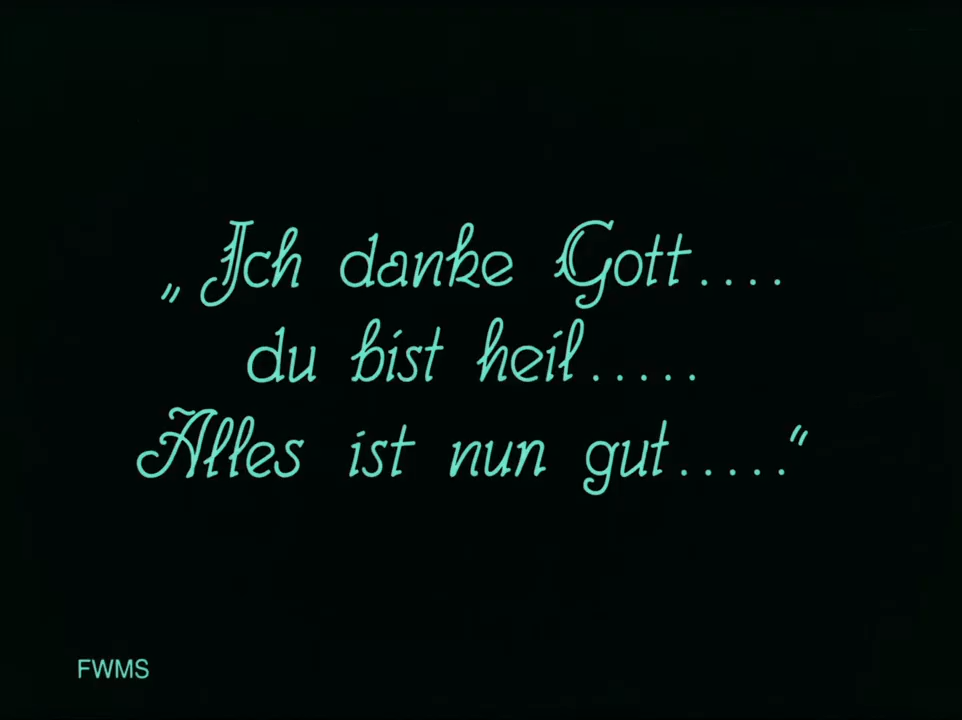 „Ich danke Gott....
du bist heil.....
Alles ist nun gut.....“
FWMS